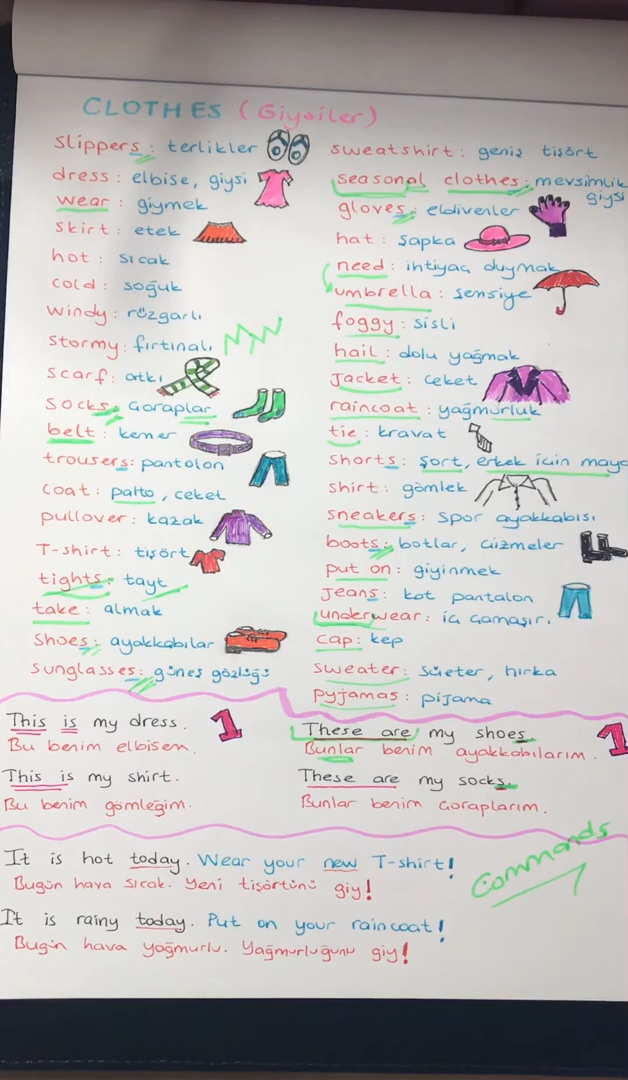 CLOTHES (Giysiler)
slippers: terlikler
dress: elbise, giysi
wear: giymek
skirt: etek
hot: sıcak
cold: soğuk
windy: rüzgarlı
stormy: fırtınalı
scarf: atkı
socks: çoraplar
belt: kemer
trousers: pantolon
coat: palto, ceket
pullover: kazak
T-shirt: tişört
tights: tayt
take: almak
shoes: ayakkabılar
sunglasses: güneş gözlüğü
sweatshirt: geniş tişört
seasonal clothes: mevsimlik
giysi
gloves: eldivenler
hat: şapka
need: ihtiyaç duymak
umbrella: şemsiye
foggy: sisli
hail: dolu yağmak
Jacket: ceket
raincoat: yağmurluk
tie: kravat
shorts: şort, erkek için mayo
shirt: gömlek
sneakers: spor ayakkabısı
boots: botlar, çizmeler
put on: giyinmek
jeans: kot pantolon
underwear: iç çamaşırı
cap: kep
sweater: süeter, hırka
pyjamas: pijama
This is my dress. 1
Bu benim elbisem.
This is my shirt.
Bu benim gömleğim.
These are my shoes. 1
Bunlar benim ayakkabılarım.
These are my socks.
Bunlar benim çoraplarım.
It is hot today. Wear your new T-shirt!
Bugün hava sıcak. Yeni tişörtünü giy!
Commands
It is rainy today. Put on your raincoat!
Bugün hava yağmurlu. Yağmurluğunu giy!